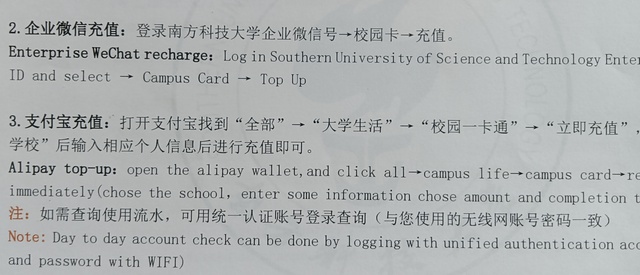 2.企业微信充值：登录南方科技大学企业微信号→校园卡→充值。
Enterprise WeChat recharge: Log in Southern University of Science and Technology
ID and select → Campus Card → Top Up
3.支付宝充值：打开支付宝找到“全部”→“大学生活”→“校园一卡通”→“立即充值”，
学校”后输入相应个人信息后进行充值即可。
Alipay top-up: open the alipay wallet,and click all→campus life→campus card→
immediately(chose the school, enter some information chose amount and completion
注：如需查询使用流水，可用统一认证账号登录查询（与您使用的无线网账号密码一致）
Note: Day to day account check can be done by logging with unified authentication
and password with WIFI)